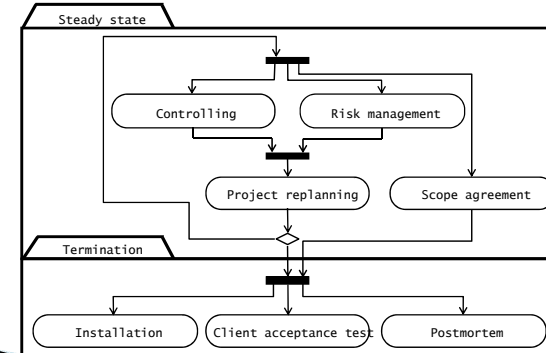 Steady state
Controlling
Risk management
Project replanning
Scope agreement
Termination
Installation
Client acceptance test
Postmortem